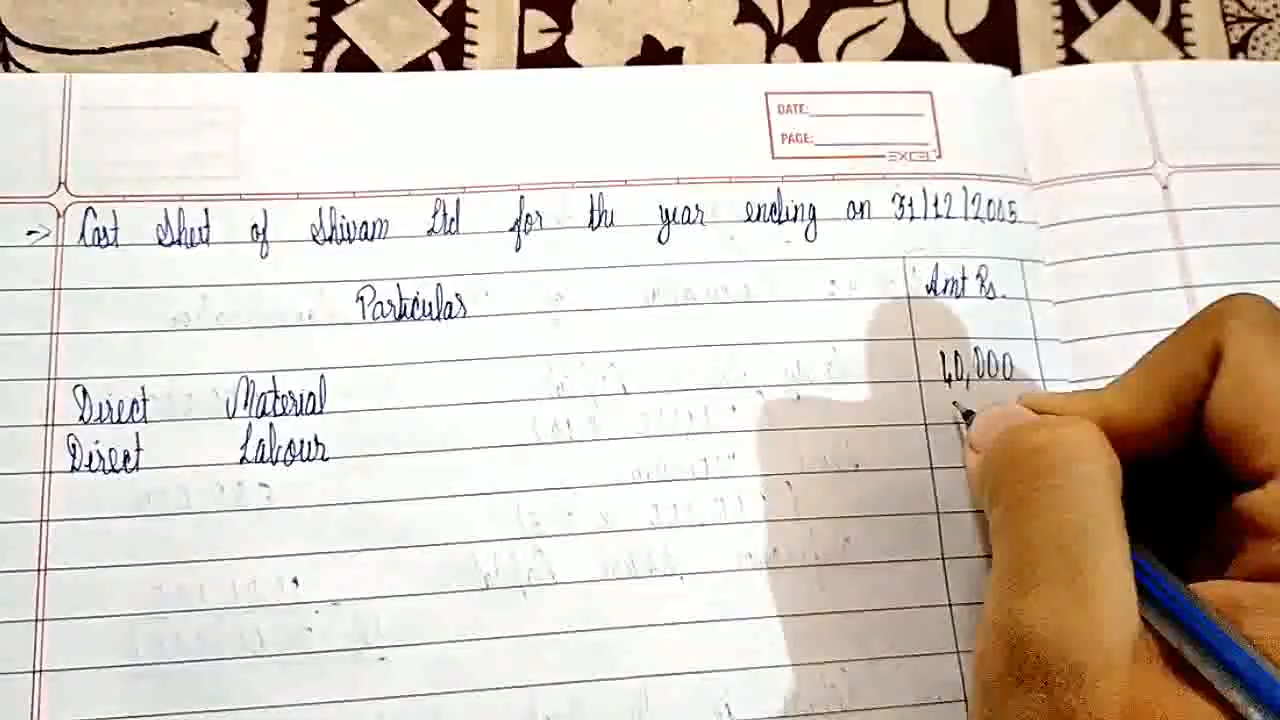 DATE:
PAGE:
EXCEL
-> Cost Sheet of Shivam Ltd for the year ending on 31/12/2005
Particulas Amt Rs.
Direct Material 40,000
Direct Labour